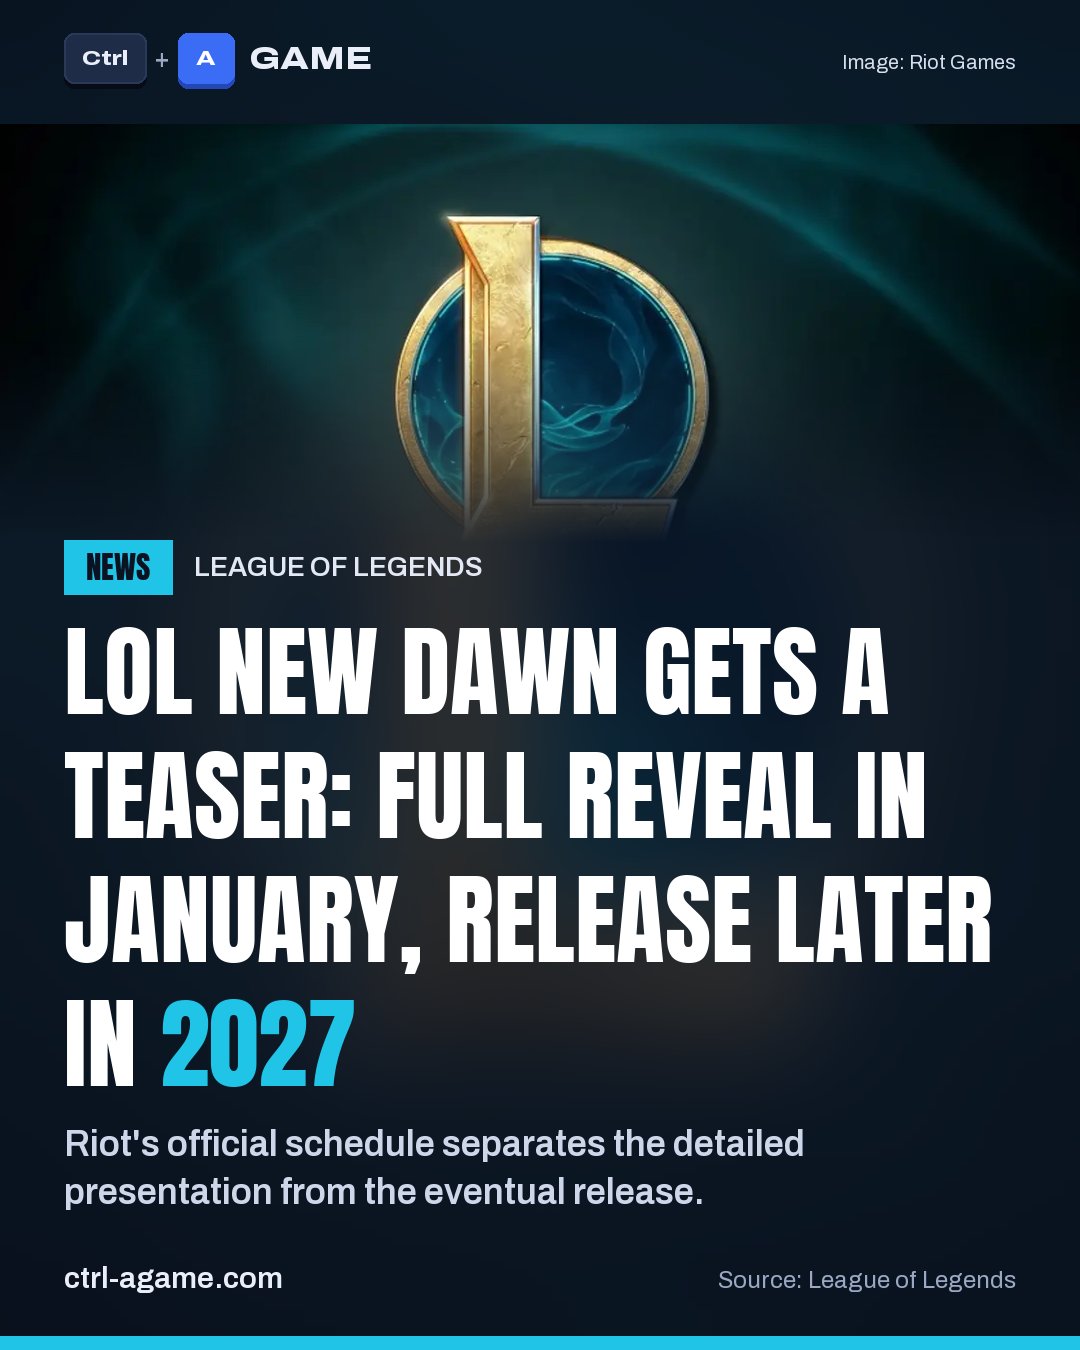 Ctrl + A GAME
Image: Riot Games
NEWS LEAGUE OF LEGENDS
LOL NEW DAWN GETS A
TEASER: FULL REVEAL IN
JANUARY, RELEASE LATER
IN 2027
Riot's official schedule separates the detailed
presentation from the eventual release.
ctrl-agame.com
Source: League of Legends